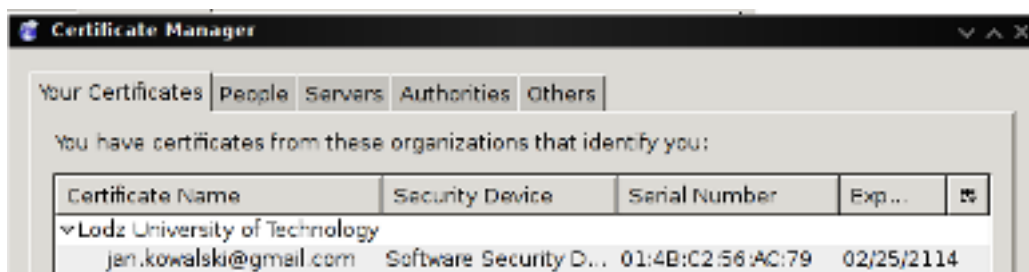 Certificate Manager
Your Certificates People Servers Authorities Others
You have certificates from these organizations that identify you:
Certificate Name Security Device Serial Number Exp...
Lodz University of Technology
jan.kowalski@gmail.com Software Security D... 01:4B:C2:56:AC:79 02/25/2114